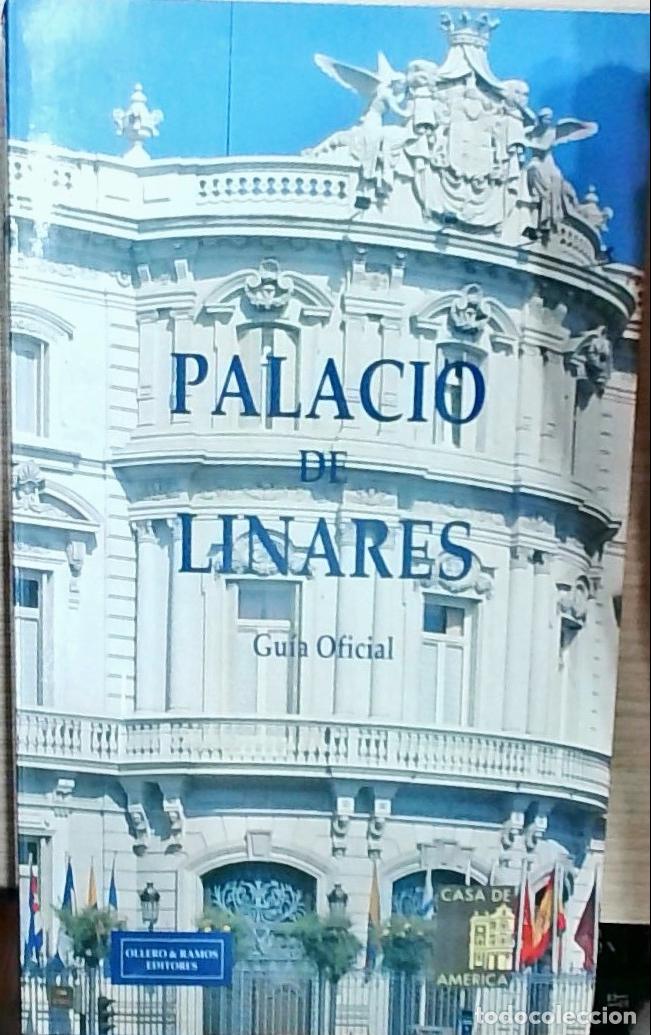 PALACIO
DE
LINARES
Guía Oficial
CASA DE
AMERICA
OLLERO & RAMOS
EDITORES
todocoleccion